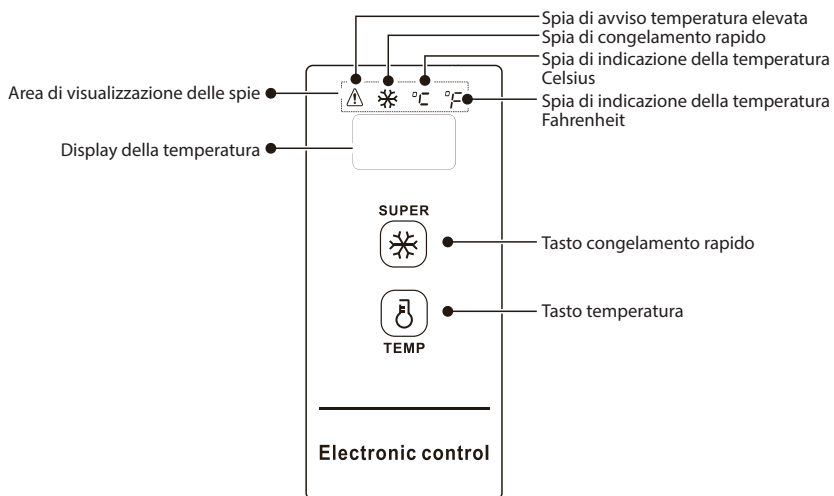 Spia di avviso temperatura elevata
Spia di congelamento rapido
Spia di indicazione della temperatura
Celsius
Spia di indicazione della temperatura
Fahrenheit
Area di visualizzazione delle spie
°C °F
Display della temperatura
SUPER
Tasto congelamento rapido
Tasto temperatura
TEMP
Electronic control